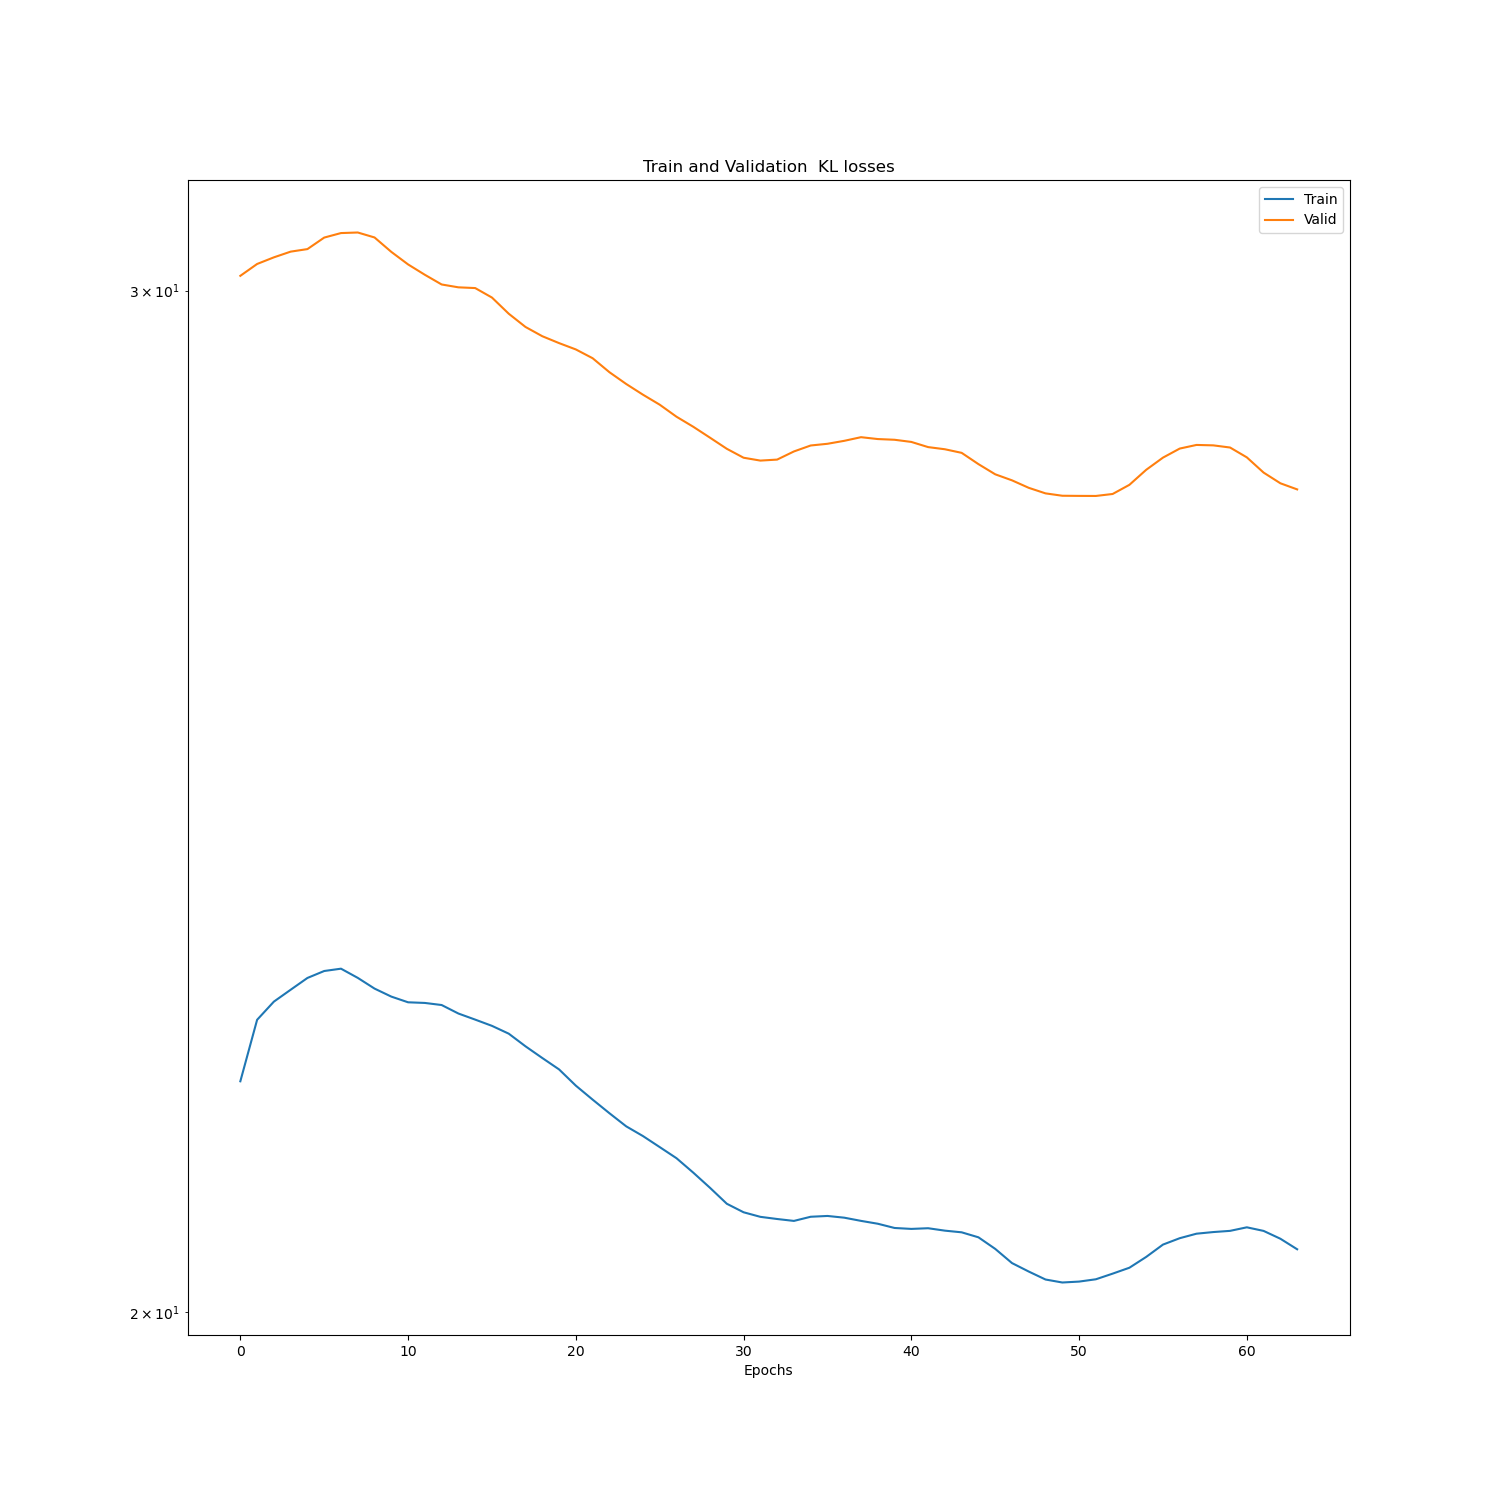 Train and Validation  KL losses
Train
Valid
3 × 10¹
2 × 10¹
0 10 20 30 40 50 60
Epochs